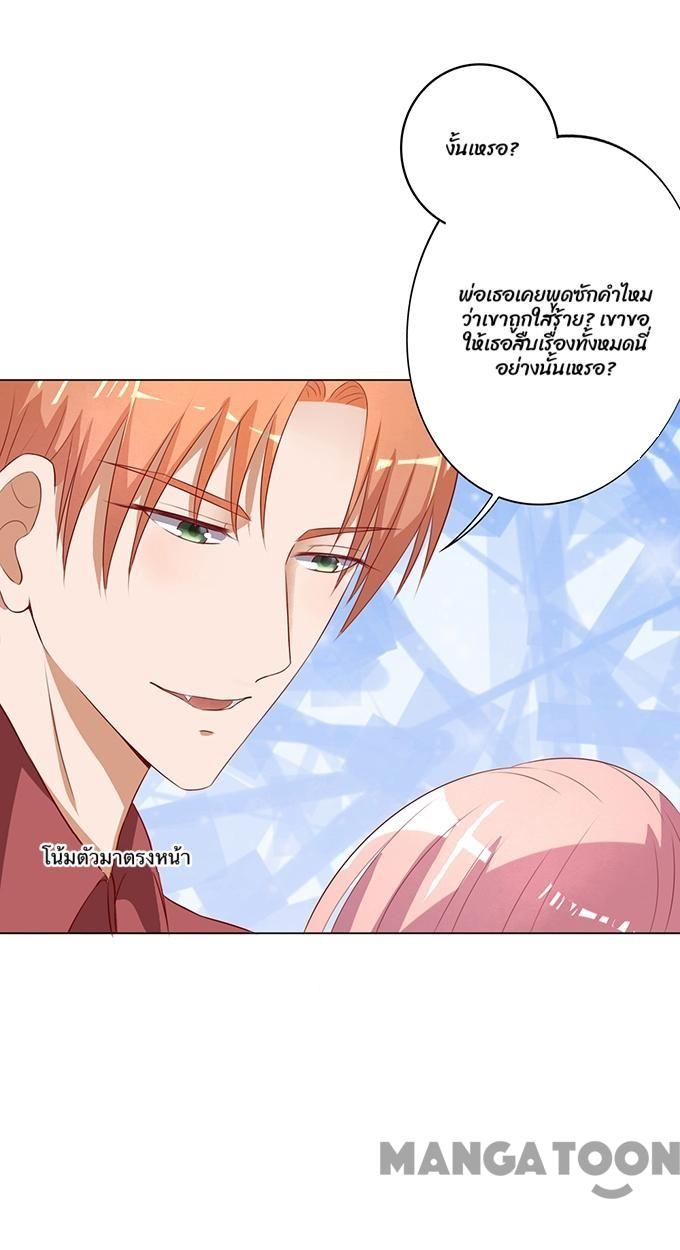 งั้นเหรอ?
พ่อเธอเคยพูดซักคำไหม
ว่าเขาถูกใส่ร้าย? เขาขอ
ให้เธอสืบเรื่องทั้งหมดนี่
อย่างนั้นเหรอ?
โน้มตัวมาตรงหน้า
MANGATOON